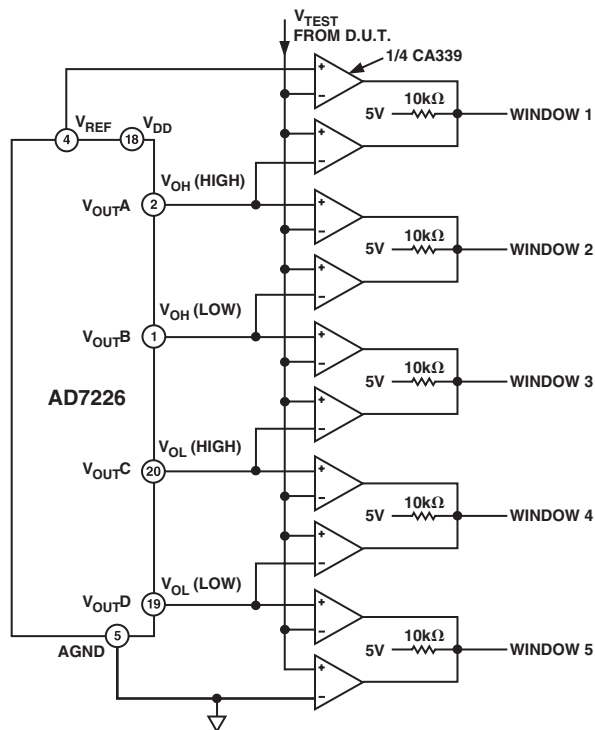 V_TEST
FROM D.U.T.
1/4 CA339
+
−
10kΩ
5V
WINDOW 1
+
−
4
V_REF
18
V_DD
V_OH (HIGH)
V_OUTA
2
+
−
10kΩ
5V
WINDOW 2
+
−
V_OH (LOW)
V_OUTB
1
+
−
10kΩ
5V
WINDOW 3
+
−
AD7226
V_OL (HIGH)
V_OUTC
20
+
−
10kΩ
5V
WINDOW 4
+
−
V_OL (LOW)
V_OUTD
19
+
−
10kΩ
5V
WINDOW 5
+
−
5
AGND